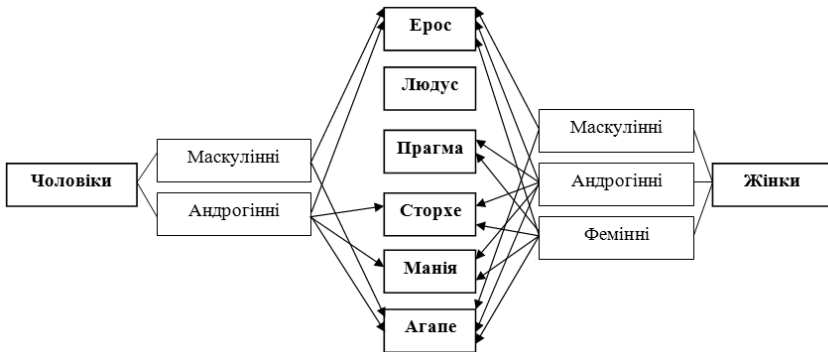 Ерос
Людус
Прагма
Сторхе
Манія
Агапе
Чоловіки
Маскулінні
Андрогінні
Маскулінні
Андрогінні
Фемінні
Жінки